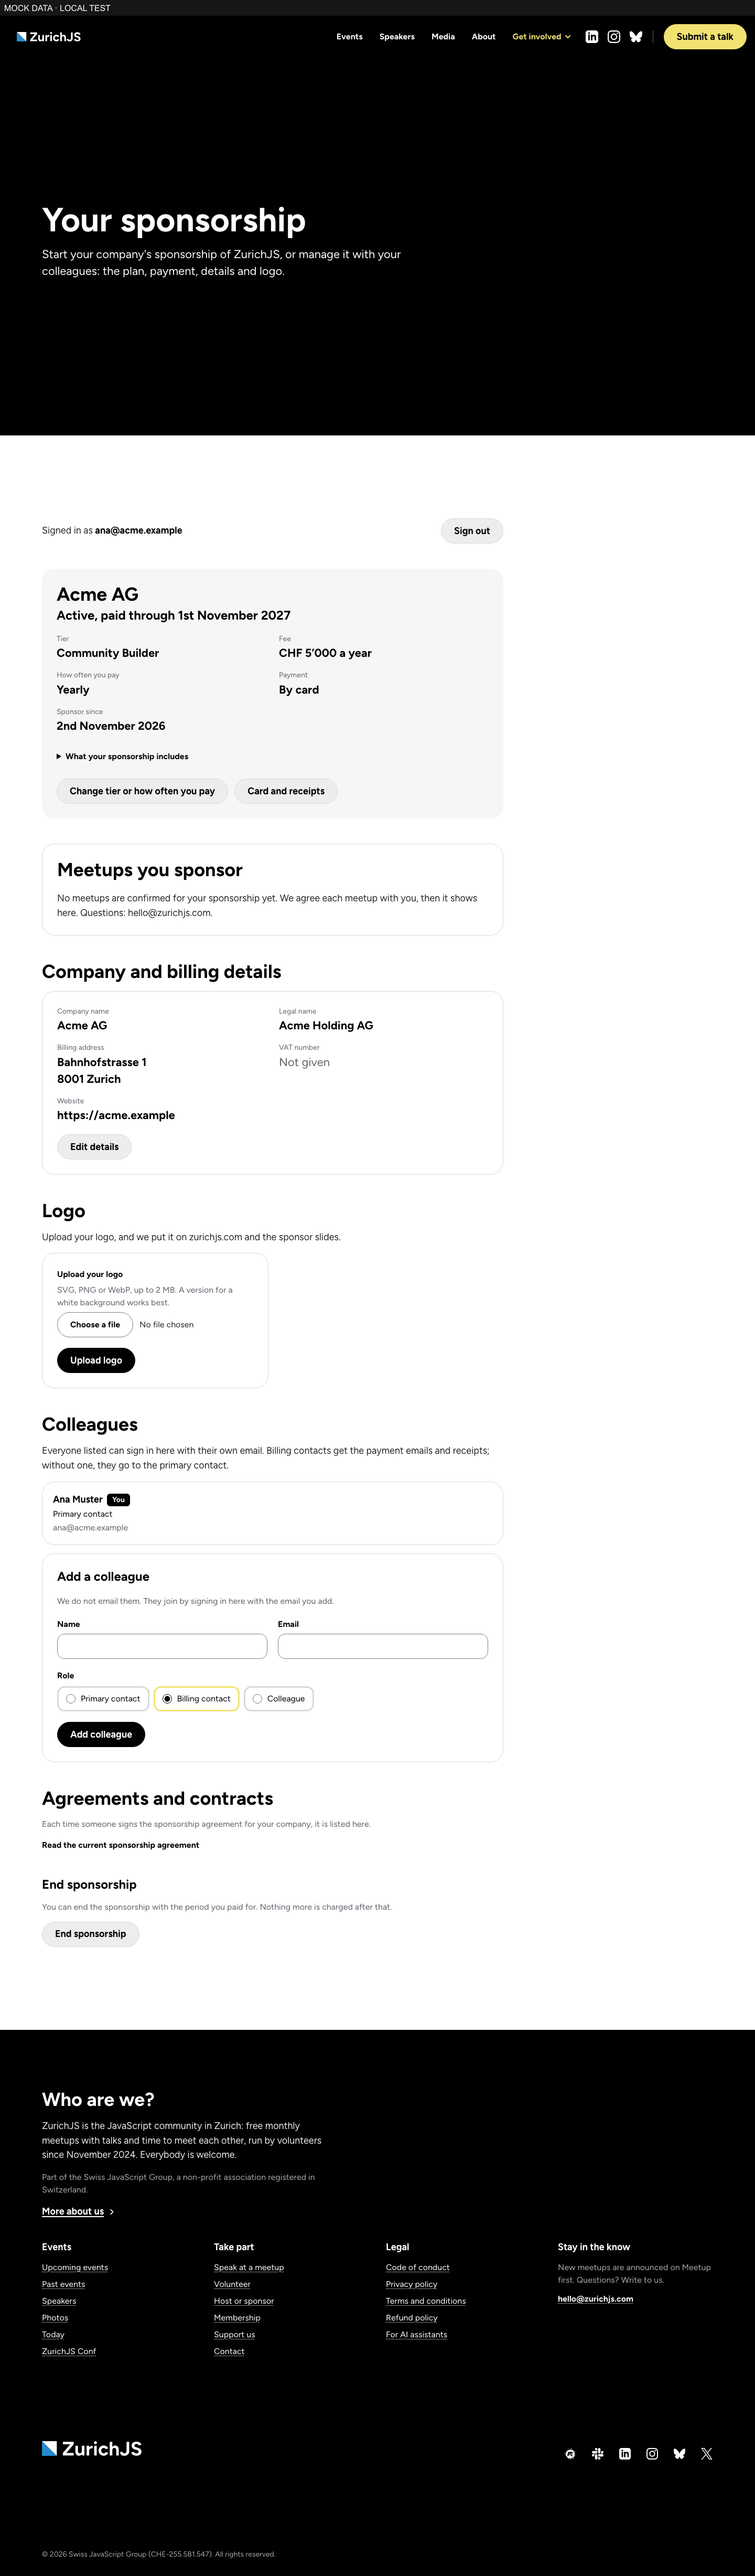 MOCK DATA · LOCAL TEST
ZurichJS
Events
Speakers
Media
About
Get involved
Submit a talk
Your sponsorship
Start your company's sponsorship of ZurichJS, or manage it with your
colleagues: the plan, payment, details and logo.
Signed in as ana@acme.example
Sign out
Acme AG
Active, paid through 1st November 2027
Tier
Community Builder
Fee
CHF 5’000 a year
How often you pay
Yearly
Payment
By card
Sponsor since
2nd November 2026
What your sponsorship includes
Change tier or how often you pay
Card and receipts
Meetups you sponsor
No meetups are confirmed for your sponsorship yet. We agree each meetup with you, then it shows
here. Questions: hello@zurichjs.com.
Company and billing details
Company name
Acme AG
Legal name
Acme Holding AG
Billing address
Bahnhofstrasse 1
8001 Zurich
VAT number
Not given
Website
https://acme.example
Edit details
Logo
Upload your logo, and we put it on zurichjs.com and the sponsor slides.
Upload your logo
SVG, PNG or WebP, up to 2 MB. A version for a
white background works best.
Choose a file
No file chosen
Upload logo
Colleagues
Everyone listed can sign in here with their own email. Billing contacts get the payment emails and receipts;
without one, they go to the primary contact.
Ana Muster You
Primary contact
ana@acme.example
Add a colleague
We do not email them. They join by signing in here with the email you add.
Name
Email
Role
Primary contact
Billing contact
Colleague
Add colleague
Agreements and contracts
Each time someone signs the sponsorship agreement for your company, it is listed here.
Read the current sponsorship agreement
End sponsorship
You can end the sponsorship with the period you paid for. Nothing more is charged after that.
End sponsorship
Who are we?
ZurichJS is the JavaScript community in Zurich: free monthly
meetups with talks and time to meet each other, run by volunteers
since November 2024. Everybody is welcome.
Part of the Swiss JavaScript Group, a non-profit association registered in
Switzerland.
More about us
Events
Upcoming events
Past events
Speakers
Photos
Today
ZurichJS Conf
Take part
Speak at a meetup
Volunteer
Host or sponsor
Membership
Support us
Contact
Legal
Code of conduct
Privacy policy
Terms and conditions
Refund policy
For AI assistants
Stay in the know
New meetups are announced on Meetup
first. Questions? Write to us.
hello@zurichjs.com
ZurichJS
© 2026 Swiss JavaScript Group (CHE-255.581.547). All rights reserved.